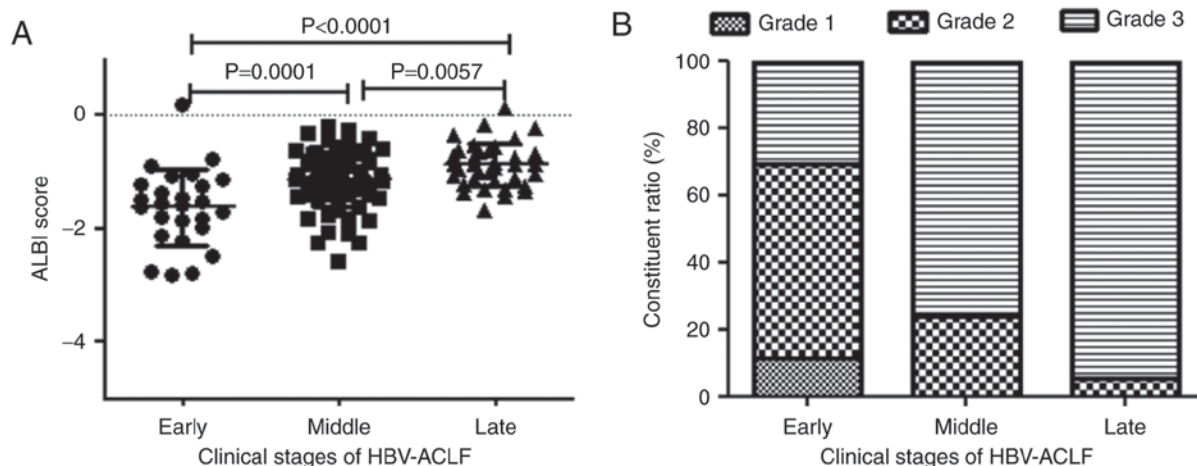 A
P<0.0001
P=0.0001
P=0.0057
0
−2
−4
ALBI score
Early
Middle
Late
Clinical stages of HBV-ACLF
B
Grade 1
Grade 2
Grade 3
100
80
60
40
20
0
Constituent ratio (%)
Early
Middle
Late
Clinical stages of HBV-ACLF